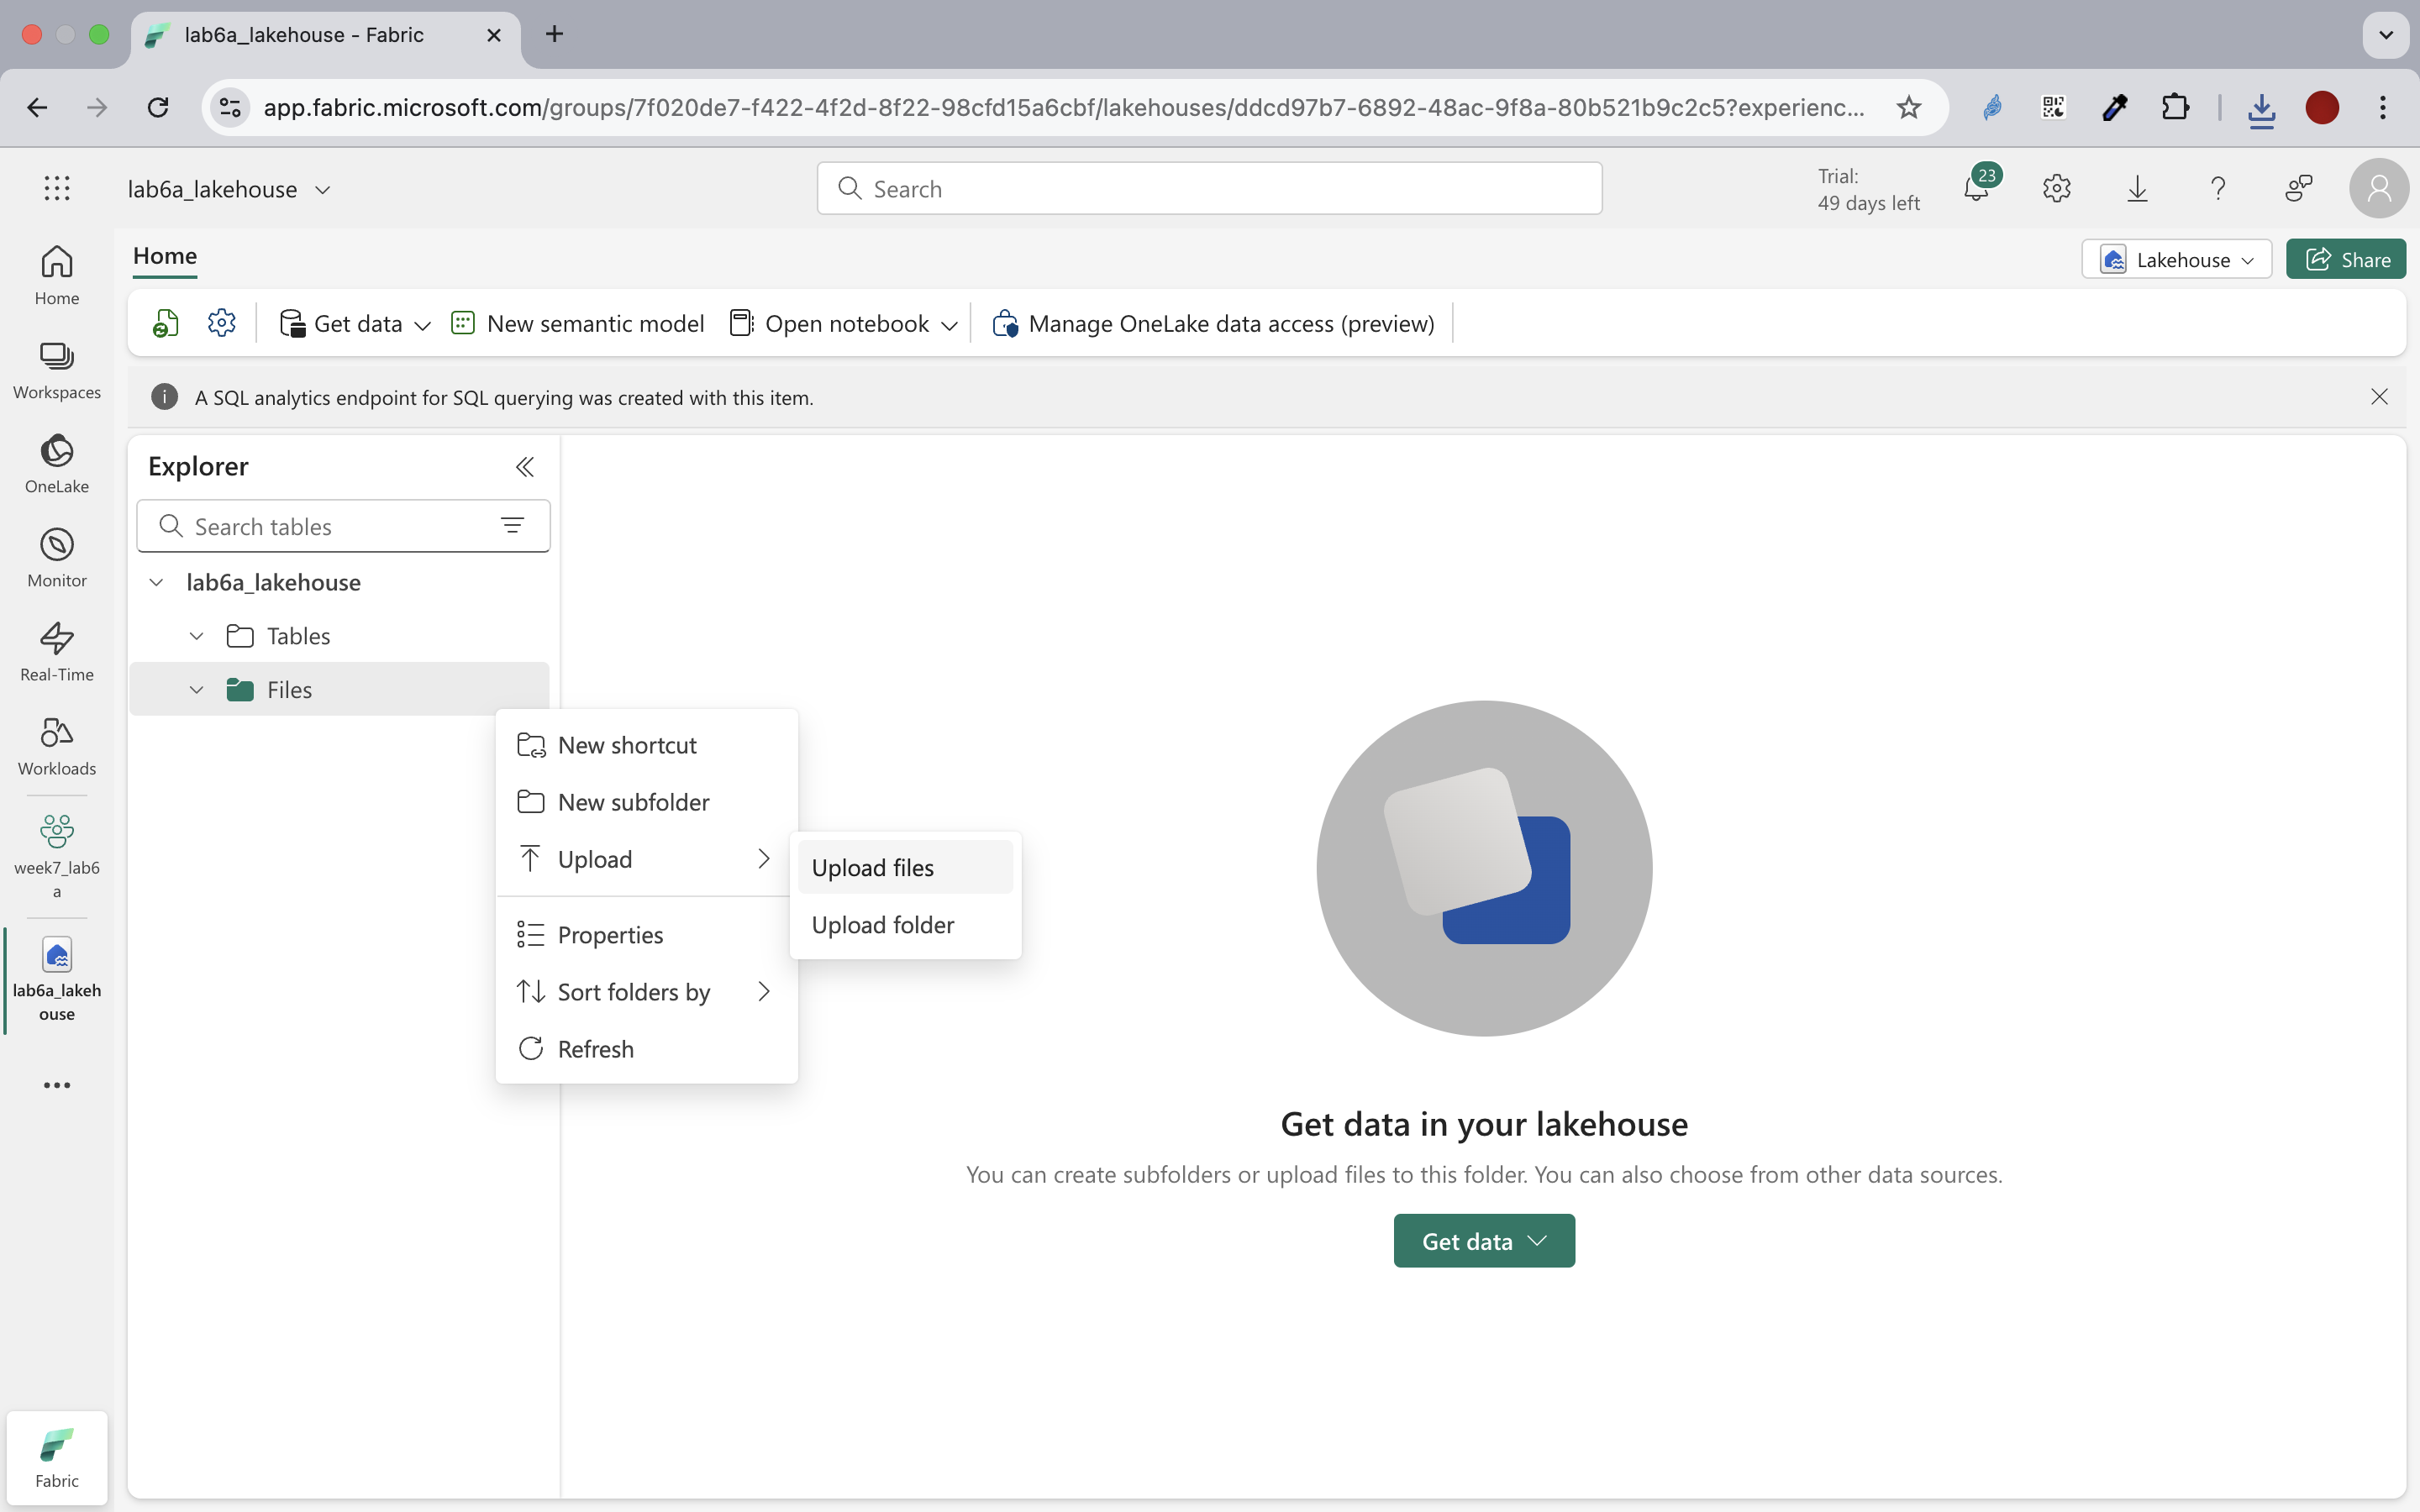 lab6a_lakehouse - Fabric
app.fabric.microsoft.com/groups/7f020de7-f422-4f2d-8f22-98cfd15a6cbf/lakehouses/ddcd97b7-6892-48ac-9f8a-80b521b9c2c5?experienc...
lab6a_lakehouse
Search
Trial:
49 days left
23
Home
Lakehouse
Share
Get data
New semantic model
Open notebook
Manage OneLake data access (preview)
A SQL analytics endpoint for SQL querying was created with this item.
Home
Workspaces
OneLake
Monitor
Real-Time
Workloads
week7_lab6
a
lab6a_lakeh
ouse
Fabric
Explorer
Search tables
lab6a_lakehouse
Tables
Files
New shortcut
New subfolder
Upload
Properties
Sort folders by
Refresh
Upload files
Upload folder
Get data in your lakehouse
You can create subfolders or upload files to this folder. You can also choose from other data sources.
Get data